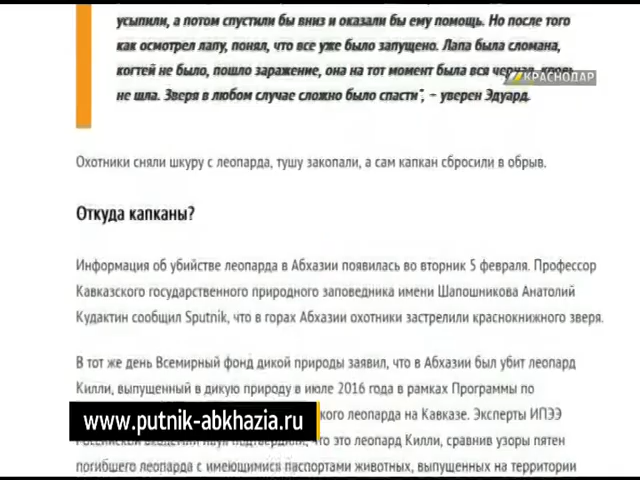 усыпили, а потом спустили бы вниз и оказали бы ему помощь. Но после того
как осмотрел лапу, понял, что все уже было запущено. Лапа была сломана,
когтей не было, пошло заражение, она на тот момент была вся черная, кровь
КРАСНОДАР
не шла. Зверя в любом случае сложно было спасти", – уверен Эдуард.
Охотники сняли шкуру с леопарда, тушу закопали, а сам капкан сбросили в обрыв.
Откуда капканы?
Информация об убийстве леопарда в Абхазии появилась во вторник 5 февраля. Профессор
Кавказского государственного природного заповедника имени Шапошникова Анатолий
Кудактин сообщил Sputnik, что в горах Абхазии охотники застрелили краснокнижного зверя.
В тот же день Всемирный фонд дикой природы заявил, что в Абхазии был убит леопард
Килли, выпущенный в дикую природу в июле 2016 года в рамках Программы по
кого леопарда на Кавказе. Эксперты ИПЭЭ
www.putnik-abkhazia.ru
что это леопард Килли, сравнив узоры пятен
погибшего леопарда с имеющимися паспортами животных, выпущенных на территории